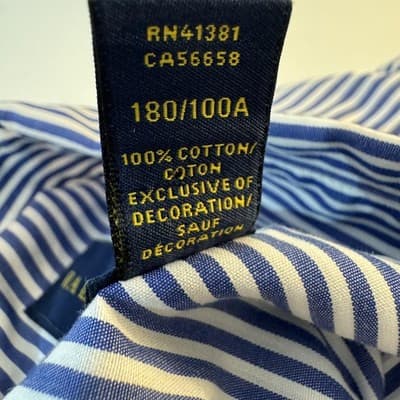 RN41381
CA56658
180/100A
100% COTTON/
COTON
EXCLUSIVE OF
DECORATION/
SAUF
DÉCORATION